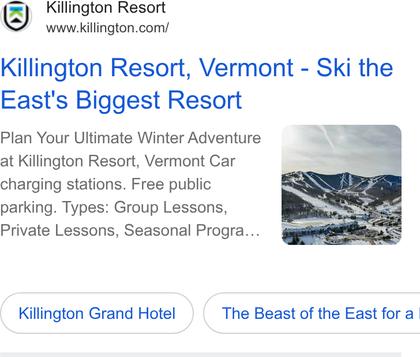 Killington Resort
www.killington.com/
Killington Resort, Vermont - Ski the
East's Biggest Resort
Plan Your Ultimate Winter Adventure
at Killington Resort, Vermont Car
charging stations. Free public
parking. Types: Group Lessons,
Private Lessons, Seasonal Progra…
Killington Grand Hotel
The Beast of the East for a